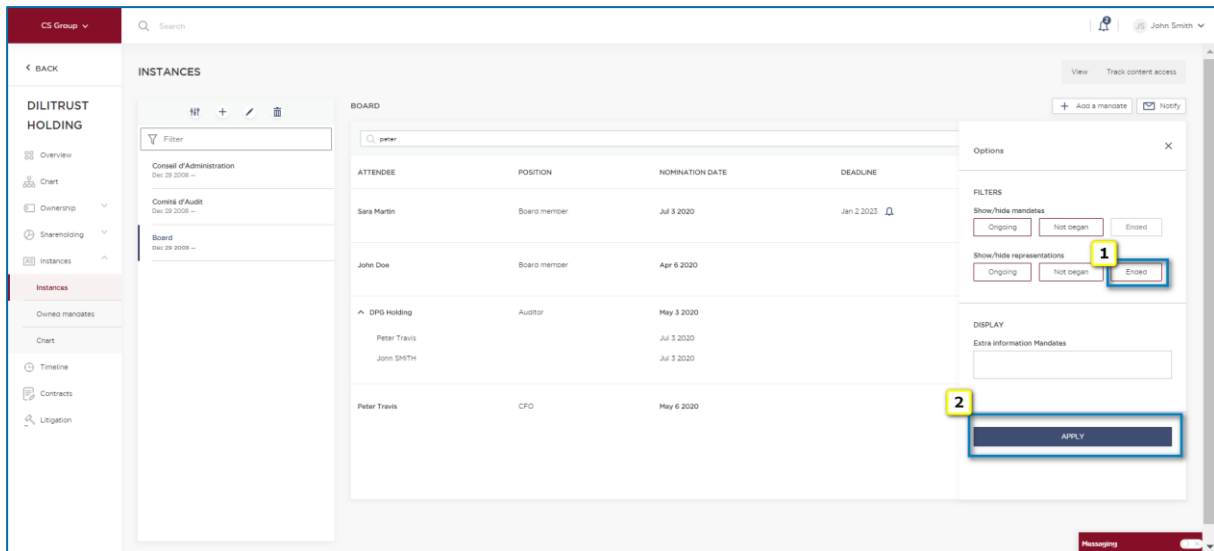 CS Group
Search
2
JS John Smith
BACK
INSTANCES
View Track content access
DILITRUST
HOLDING
Overview
Chart
Ownership
Shareholding
Instances
Instances
Owned mandates
Chart
Timeline
Contracts
Litigation
Filter
Conseil d'Administration
Dec 29 2008 —
Comité d'Audit
Dec 29 2008 —
Board
Dec 29 2008 —
BOARD
+ Add a mandate Notify
peter
ATTENDEE POSITION NOMINATION DATE DEADLINE
Sara Martin Board member Jul 3 2020 Jan 2 2023
John Doe Board member Apr 6 2020
DPG Holding Auditor May 3 2020
Peter Travis Jul 3 2020
John SMITH Jul 3 2020
Peter Travis CFO May 6 2020
Options
FILTERS
Show/hide mandates
Ongoing Not began Ended
Show/hide representations
1
Ongoing Not began Ended
DISPLAY
Extra information Mandates
2
APPLY
Messaging